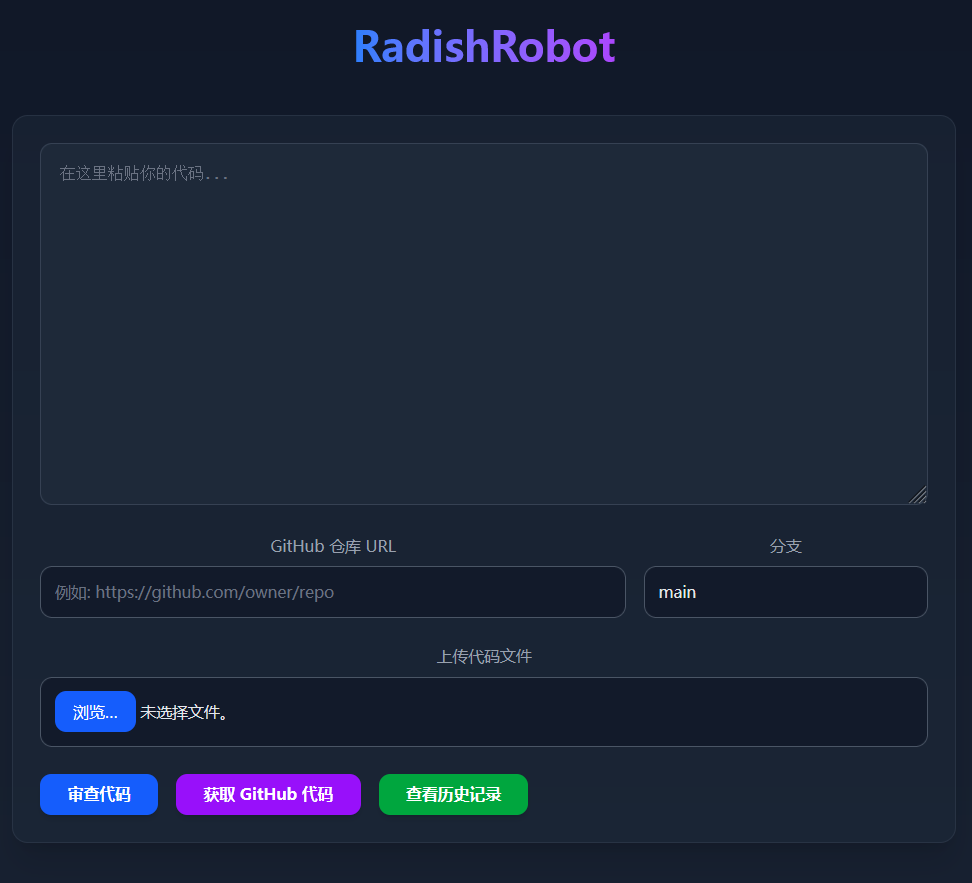 RadishRobot
在这里粘贴你的代码...
GitHub 仓库 URL
分支
例如: https://github.com/owner/repo
main
上传代码文件
浏览... 未选择文件。
审查代码
获取 GitHub 代码
查看历史记录